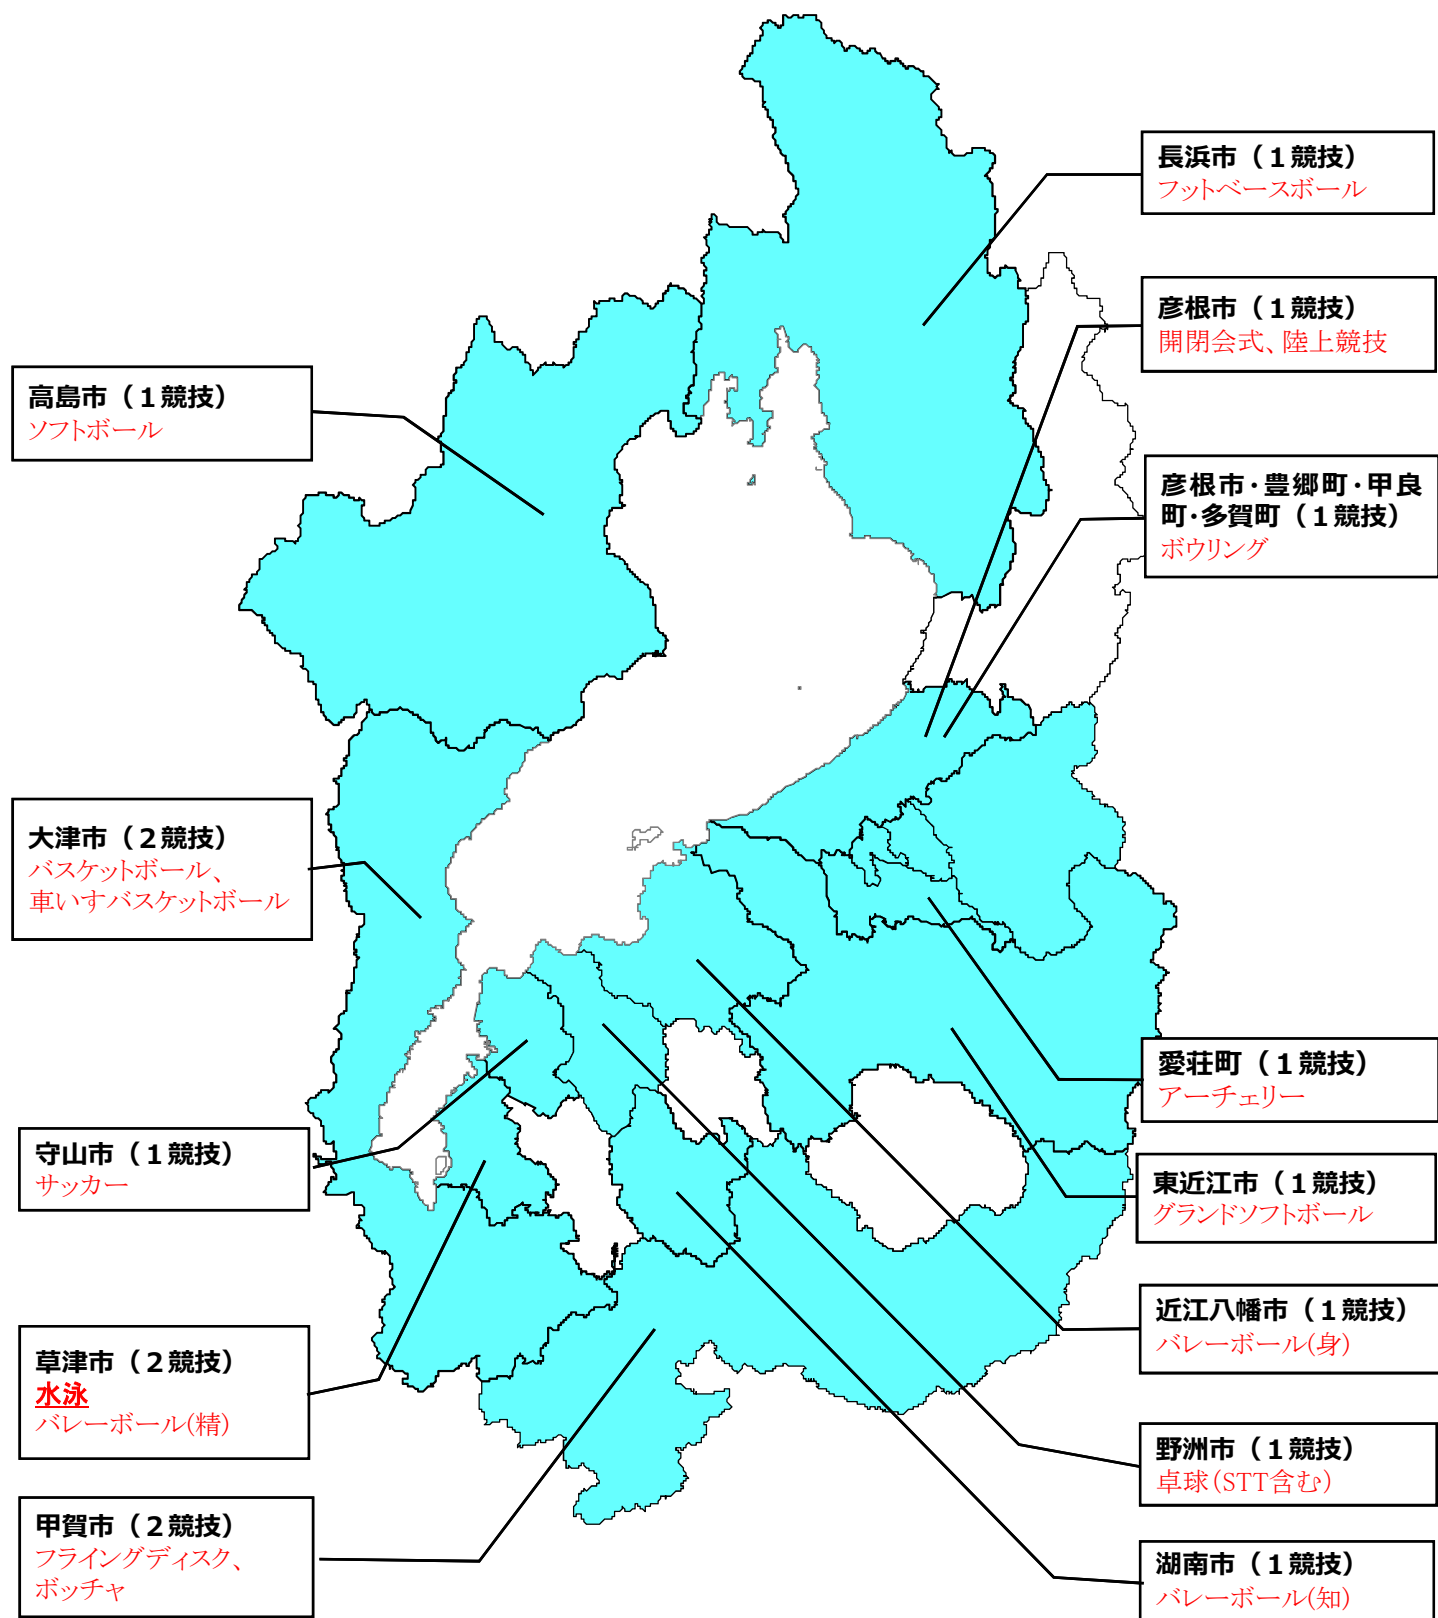 長浜市（１競技）
フットベースボール
彦根市（１競技）
開閉会式、陸上競技
高島市（１競技）
ソフトボール
彦根市・豊郷町・甲良
町・多賀町（１競技）
ボウリング
大津市（２競技）
バスケットボール、
車いすバスケットボール
愛荘町（１競技）
アーチェリー
守山市（１競技）
サッカー
東近江市（１競技）
グランドソフトボール
近江八幡市（１競技）
バレーボール(身)
草津市（２競技）
水泳
バレーボール(精)
野洲市（１競技）
卓球(STT含む)
甲賀市（２競技）
フライングディスク、
ボッチャ
湖南市（１競技）
バレーボール(知)